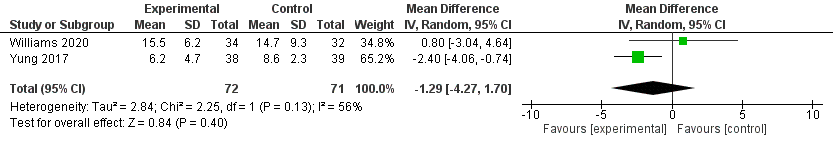 Experimental Control Mean Difference Mean Difference
Study or Subgroup Mean SD Total Mean SD Total Weight IV, Random, 95% CI IV, Random, 95% CI
Williams 2020 15.5 6.2 34 14.7 9.3 32 34.8% 0.80 [-3.04, 4.64]
Yung 2017 6.2 4.7 38 8.6 2.3 39 65.2% -2.40 [-4.06, -0.74]
Total (95% CI) 72 71 100.0% -1.29 [-4.27, 1.70]
Heterogeneity: Tau² = 2.84; Chi² = 2.25, df = 1 (P = 0.13); I² = 56%
Test for overall effect: Z = 0.84 (P = 0.40)
-10 -5 0 5 10
Favours [experimental] Favours [control]